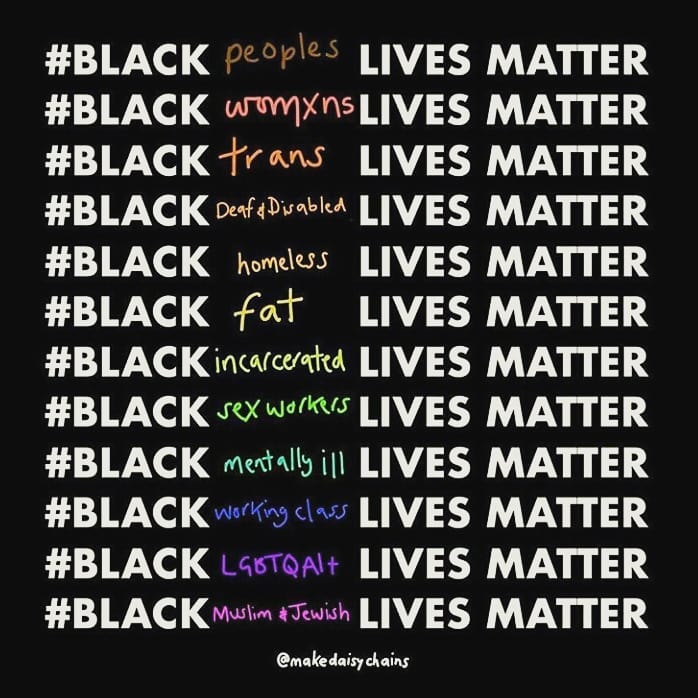 #BLACK peoples LIVES MATTER
#BLACK womxns LIVES MATTER
#BLACK trans LIVES MATTER
#BLACK Deaf & Disabled LIVES MATTER
#BLACK homeless LIVES MATTER
#BLACK fat LIVES MATTER
#BLACK incarcerated LIVES MATTER
#BLACK sex workers LIVES MATTER
#BLACK mentally ill LIVES MATTER
#BLACK working class LIVES MATTER
#BLACK LGBTQAI+ LIVES MATTER
#BLACK Muslim & Jewish LIVES MATTER
@makedaisychains